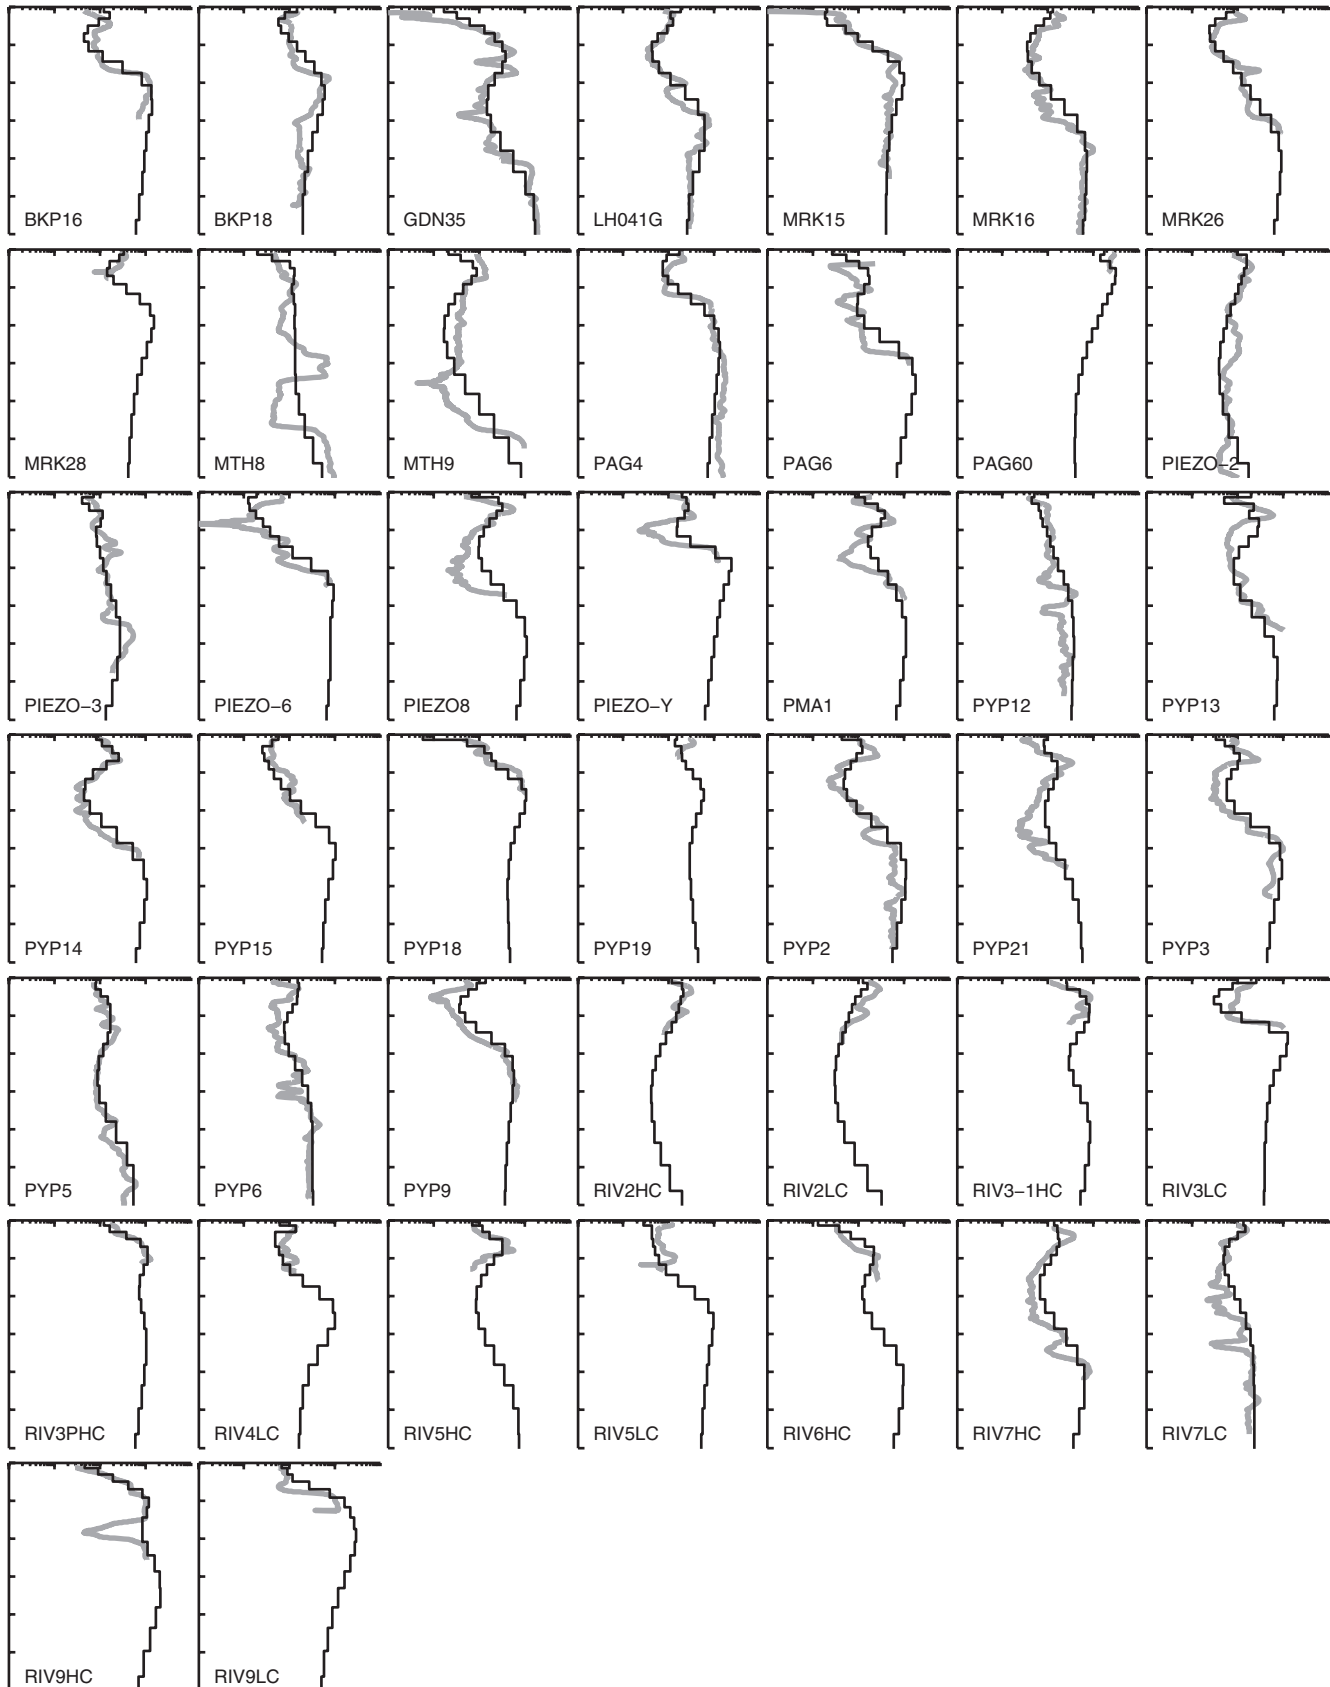 BKP16 BKP18 GDN35 LH041G MRK15 MRK16 MRK26
MRK28 MTH8 MTH9 PAG4 PAG6 PAG60 PIEZO−2
PIEZO−3 PIEZO−6 PIEZO8 PIEZO−Y PMA1 PYP12 PYP13
PYP14 PYP15 PYP18 PYP19 PYP2 PYP21 PYP3
PYP5 PYP6 PYP9 RIV2HC RIV2LC RIV3−1HC RIV3LC
RIV3PHC RIV4LC RIV5HC RIV5LC RIV6HC RIV7HC RIV7LC
RIV9HC RIV9LC